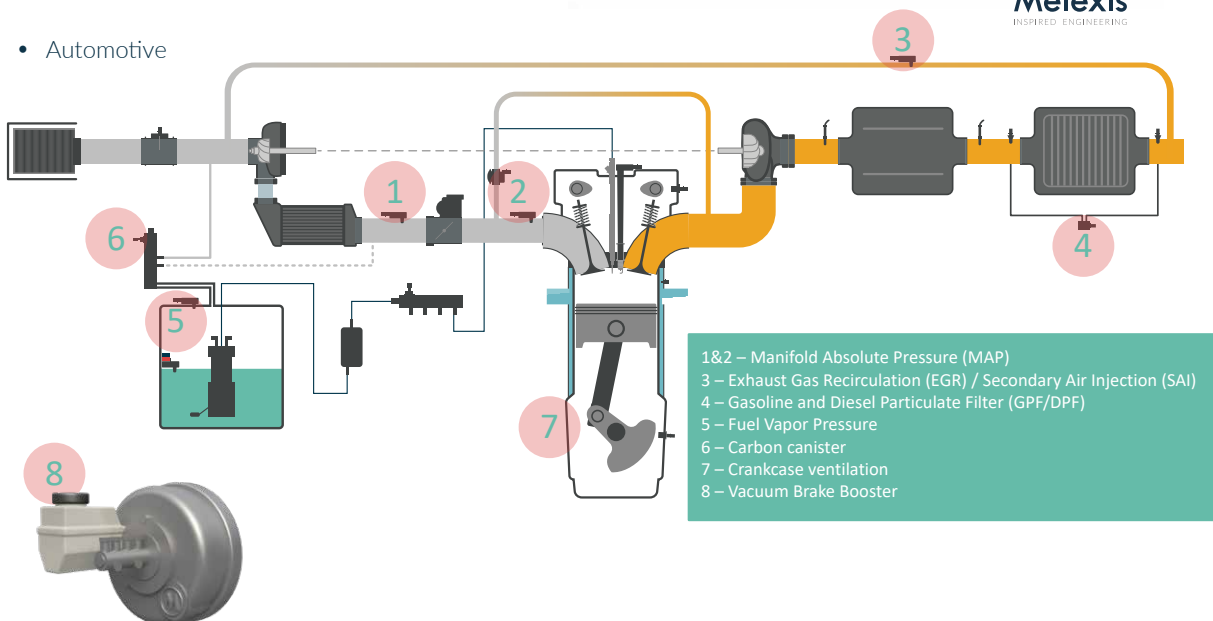 Melexis
INSPIRED ENGINEERING
• Automotive
3
1
2
6
4
5
7
8
1&2 – Manifold Absolute Pressure (MAP)
3 – Exhaust Gas Recirculation (EGR) / Secondary Air Injection (SAI)
4 – Gasoline and Diesel Particulate Filter (GPF/DPF)
5 – Fuel Vapor Pressure
6 – Carbon canister
7 – Crankcase ventilation
8 – Vacuum Brake Booster